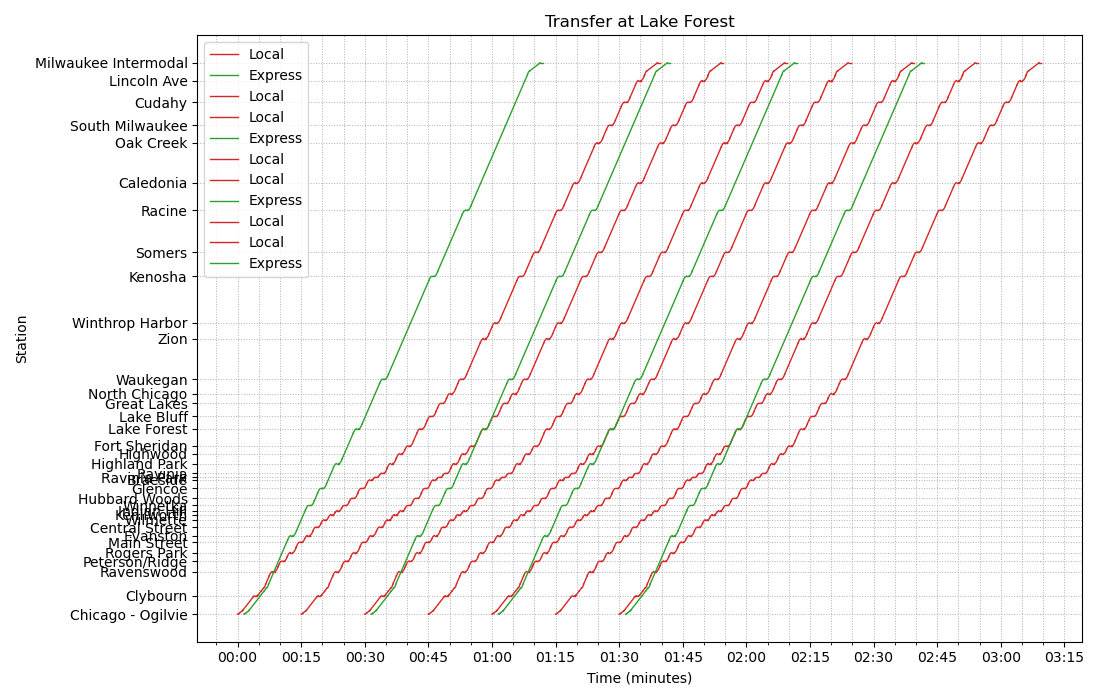 Transfer at Lake Forest
Local
Express
Local
Local
Express
Local
Local
Express
Local
Local
Express
Station
Milwaukee Intermodal
Lincoln Ave
Cudahy
South Milwaukee
Oak Creek
Caledonia
Racine
Somers
Kenosha
Winthrop Harbor
Zion
Waukegan
North Chicago
Great Lakes
Lake Bluff
Lake Forest
Fort Sheridan
Highwood
Highland Park
Ravinia
Ravinia Park
Braeside
Glencoe
Hubbard Woods
Winnetka
Indian Hill
Kenilworth
Wilmette
Central Street
Evanston
Main Street
Rogers Park
Peterson/Ridge
Ravenswood
Clybourn
Chicago - Ogilvie
00:00 00:15 00:30 00:45 01:00 01:15 01:30 01:45 02:00 02:15 02:30 02:45 03:00 03:15
Time (minutes)